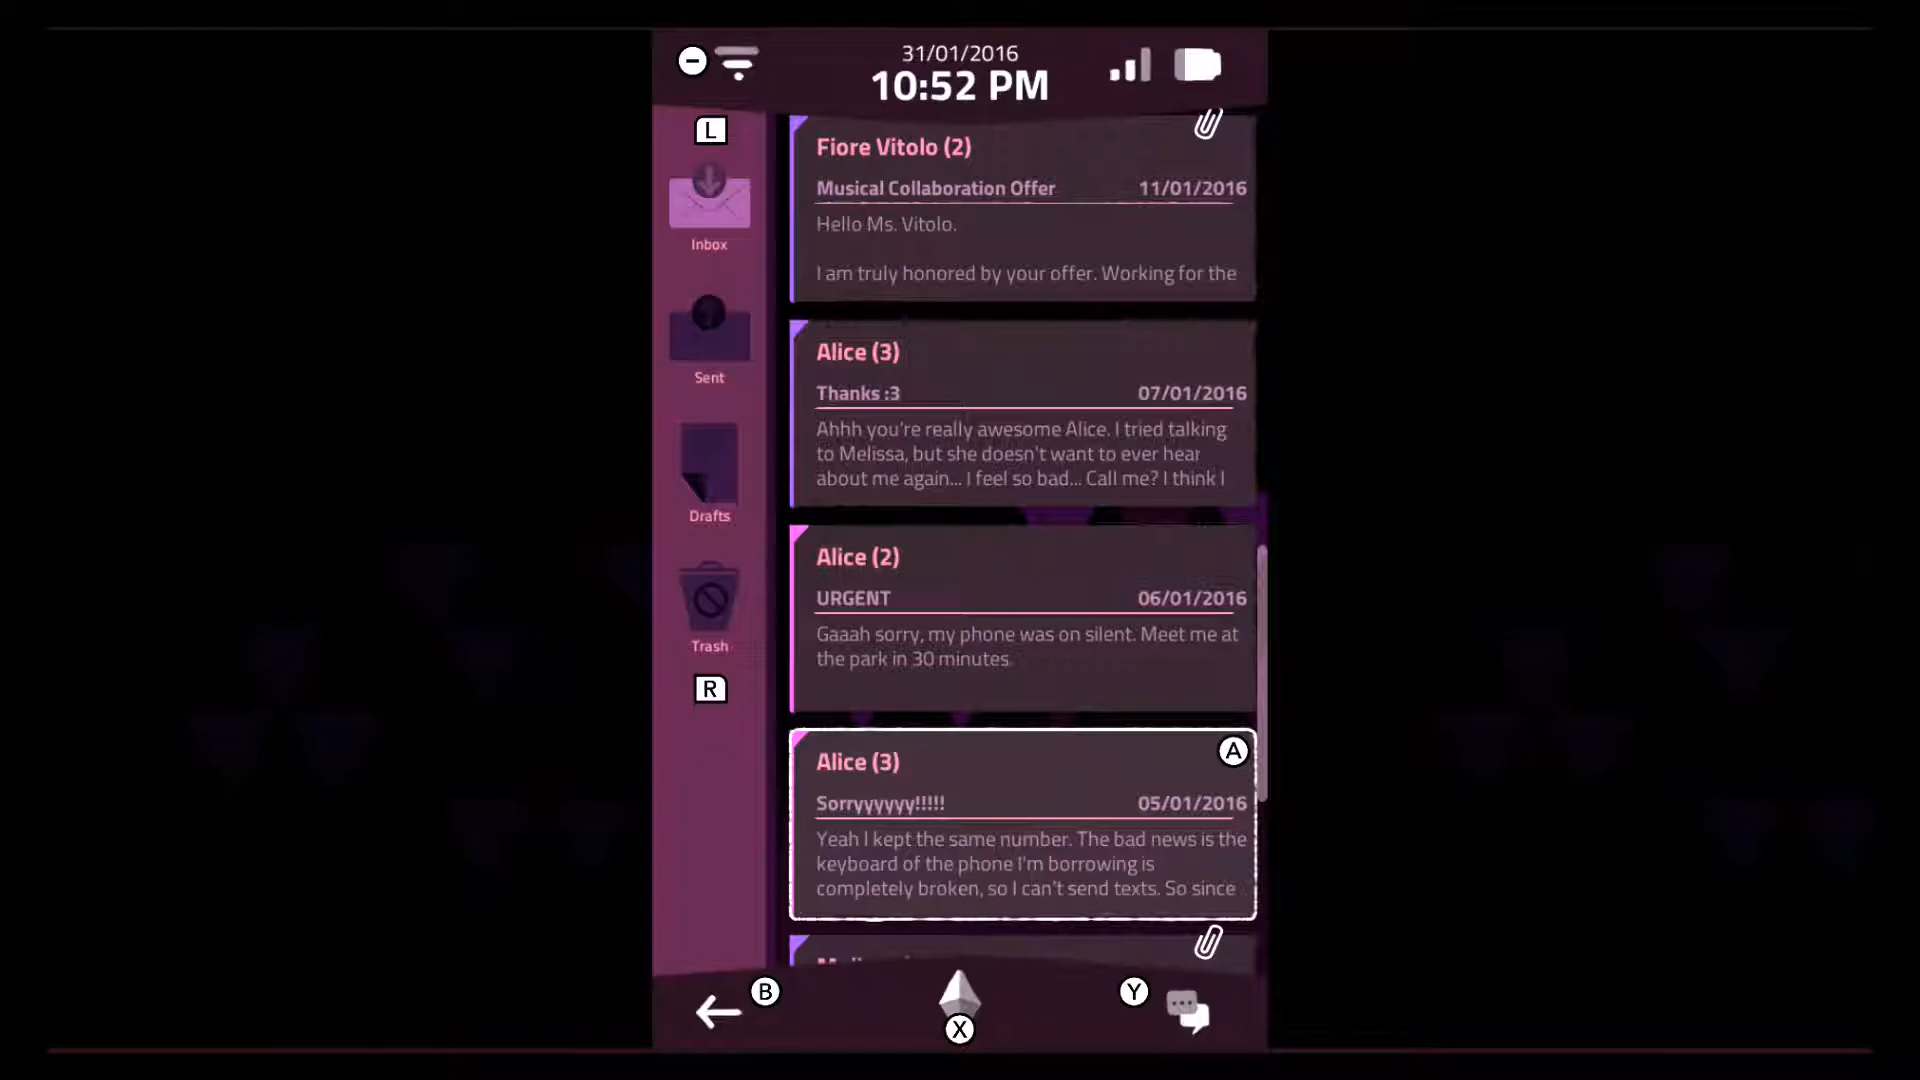 31/01/2016
10:52 PM
L
Inbox
Sent
Drafts
Trash
R
Fiore Vitolo (2)
Musical Collaboration Offer 11/01/2016
Hello Ms. Vitolo.
I am truly honored by your offer. Working for the
Alice (3)
Thanks :3 07/01/2016
Ahhh you're really awesome Alice. I tried talking
to Melissa, but she doesn't want to ever hear
about me again... I feel so bad... Call me? I think I
Alice (2)
URGENT 06/01/2016
Gaaah sorry, my phone was on silent. Meet me at
the park in 30 minutes.
Alice (3) A
Sorryyyyyy!!!!! 05/01/2016
Yeah I kept the same number. The bad news is the
keyboard of the phone I'm borrowing is
completely broken, so I can't send texts. So since
B
X
Y